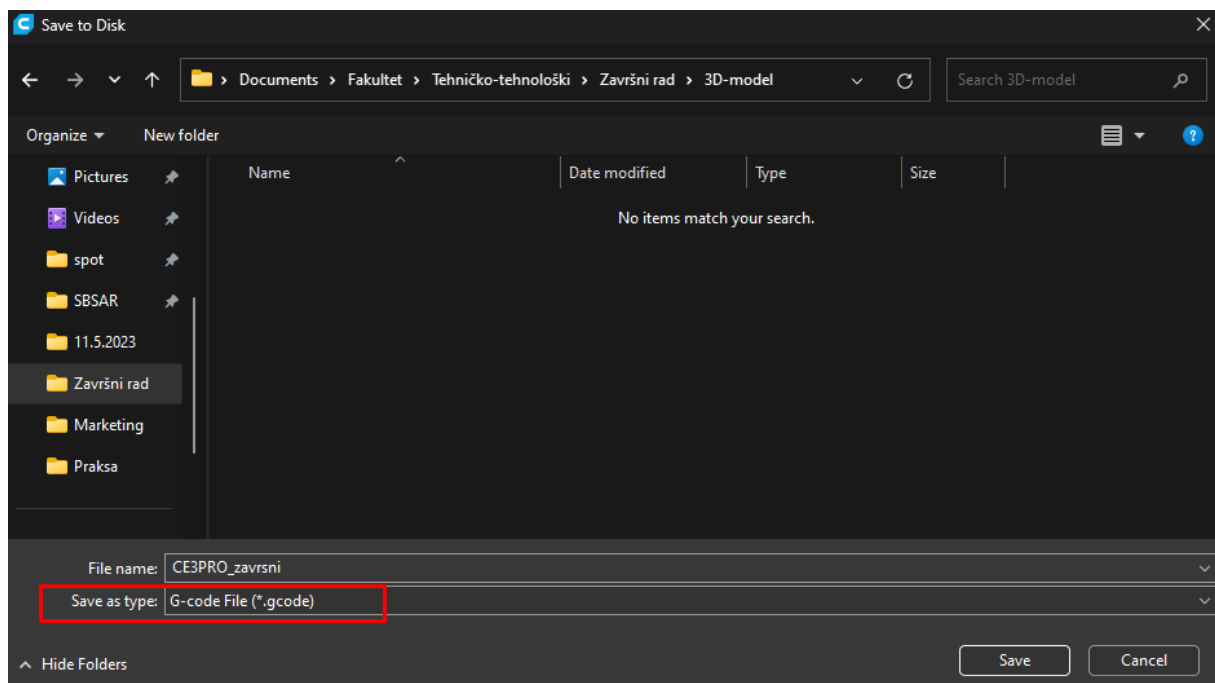 Save to Disk
Documents > Fakultet > Tehničko-tehnološki > Završni rad > 3D-model
Search 3D-model
Organize
New folder
Name Date modified Type Size
No items match your search.
Pictures
Videos
spot
SBSAR
11.5.2023
Završni rad
Marketing
Praksa
File name: CE3PRO_zavrsni
Save as type: G-code File (*.gcode)
Hide Folders
Save Cancel